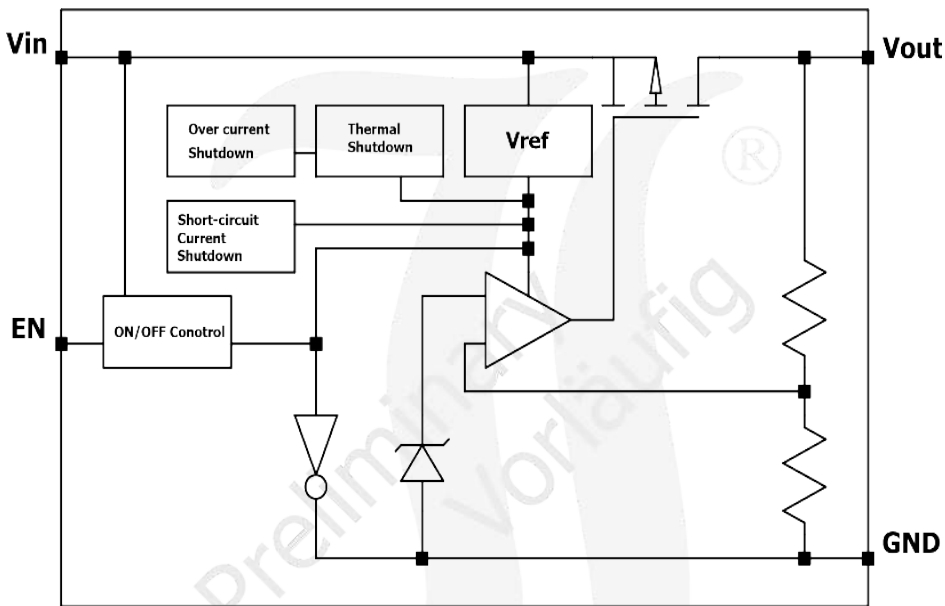 Vin
Vout
Over current
Shutdown
Thermal
Shutdown
Vref
®
Short-circuit
Current
Shutdown
EN
ON/OFF Conotrol
Preliminary
Vorläufig
GND